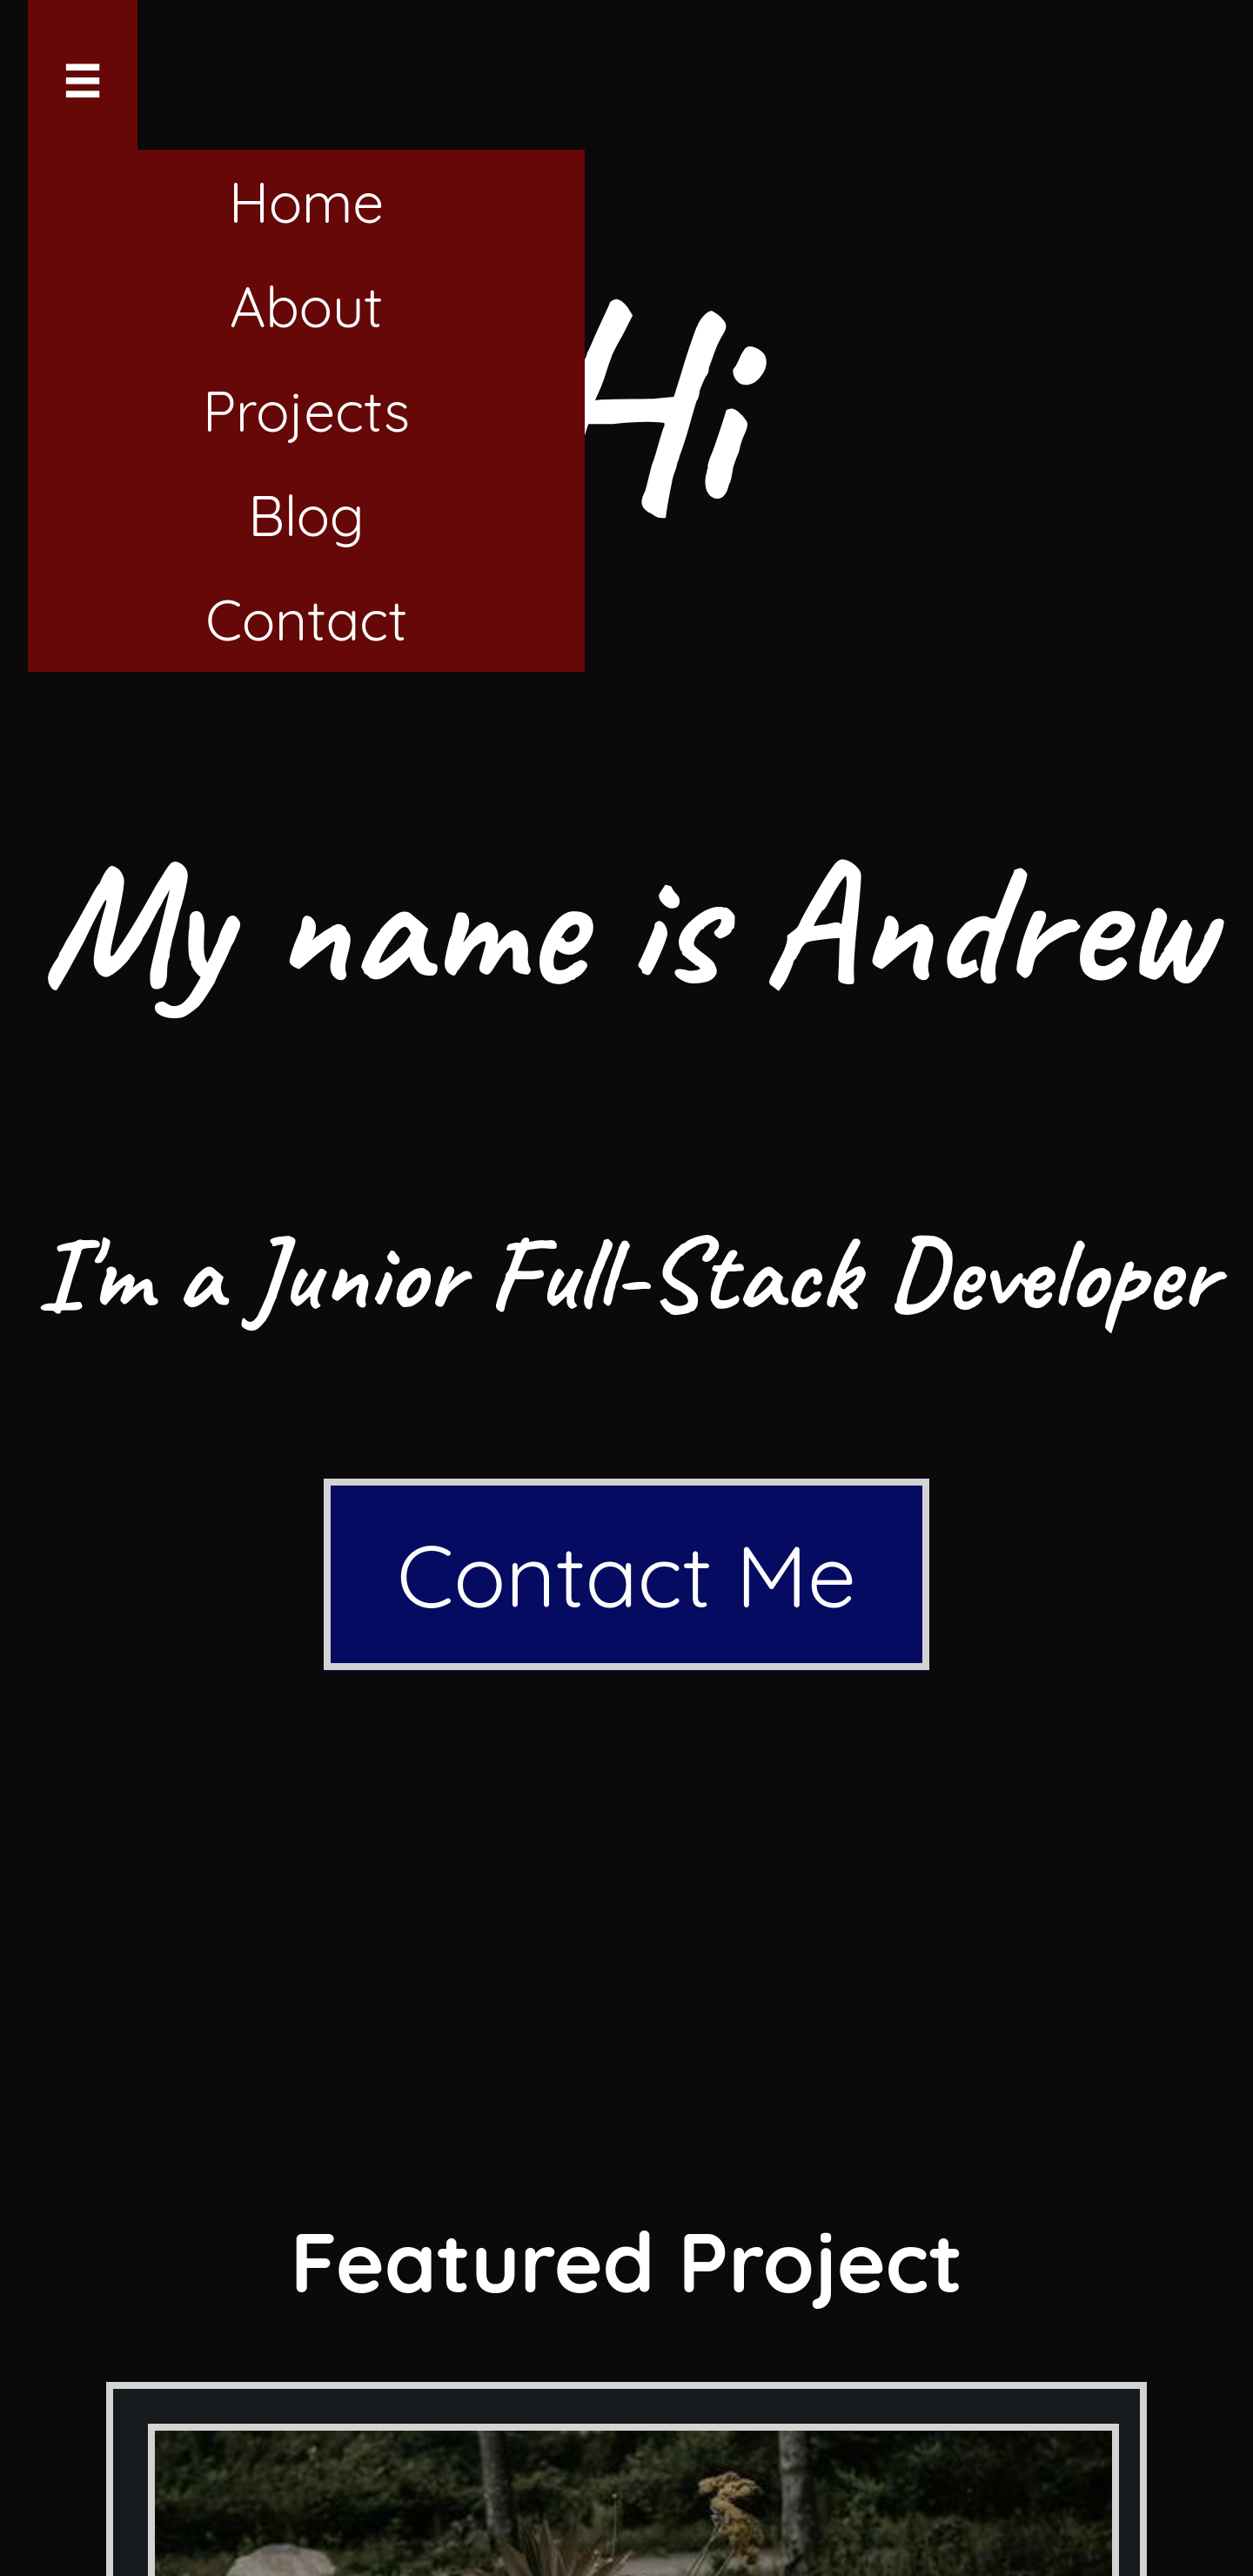 Home
About
Projects
Blog
Contact
Hi
My name is Andrew
I'm a Junior Full-Stack Developer
Contact Me
Featured Project